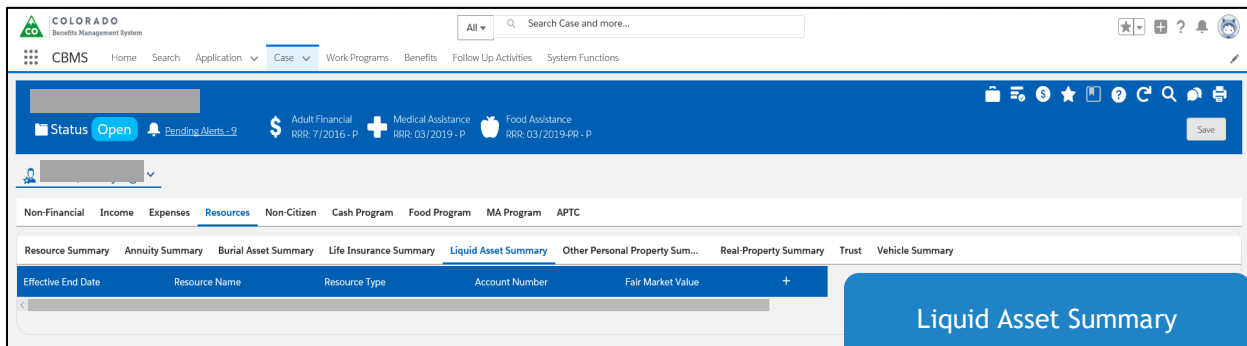 COLORADO
Benefits Management System
CO
All
Search Case and more...
CBMS Home Search Application Case Work Programs Benefits Follow Up Activities System Functions
Status Open Pending Alerts - 9
Adult Financial
RRR: 7/2016 - P
Medical Assistance
RRR: 03/2019 - P
Food Assistance
RRR: 03/2019-PR - P
Save
Non-Financial Income Expenses Resources Non-Citizen Cash Program Food Program MA Program APTC
Resource Summary Annuity Summary Burial Asset Summary Life Insurance Summary Liquid Asset Summary Other Personal Property Sum... Real-Property Summary Trust Vehicle Summary
Effective End Date Resource Name Resource Type Account Number Fair Market Value +
Liquid Asset Summary